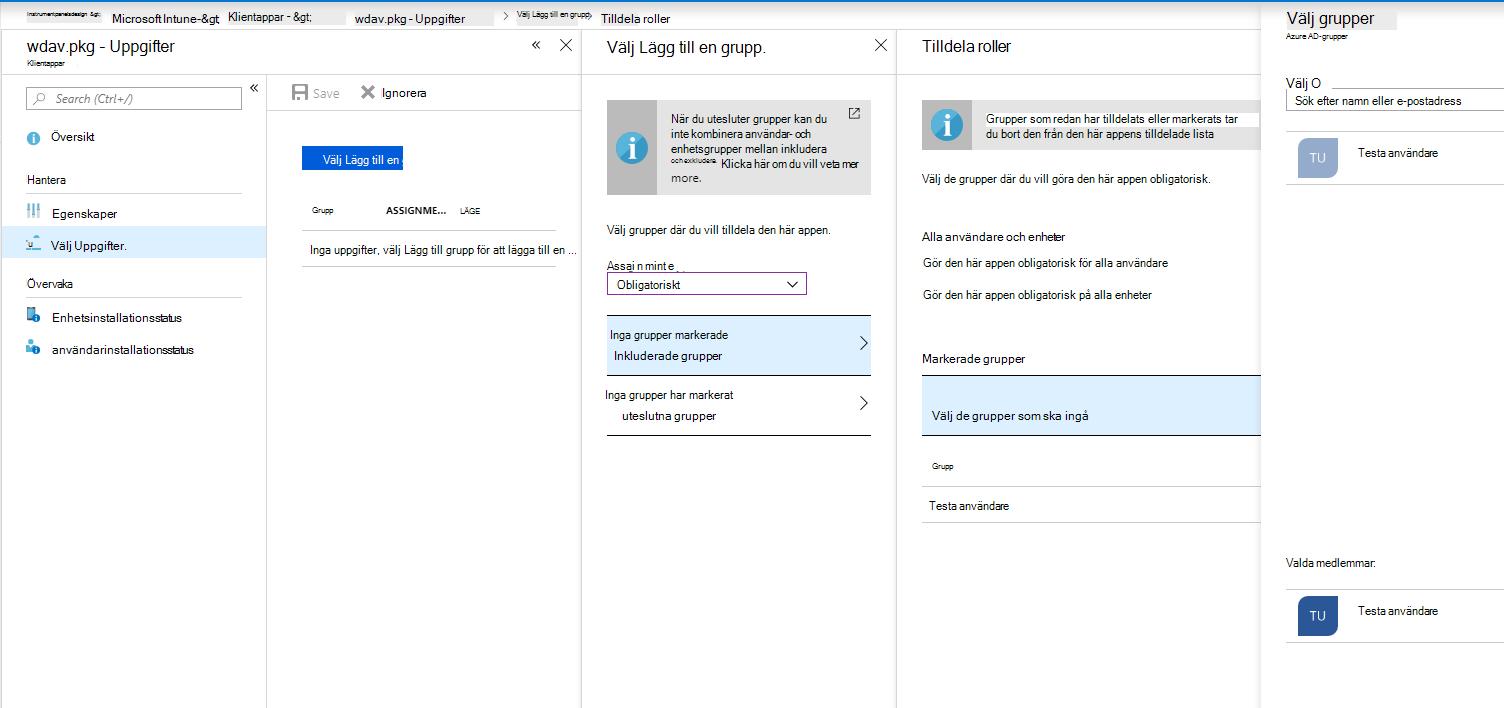 Instrumentpanelsdesign &gt;
Microsoft Intune-&gt;
Klientappar - &gt;
wdav.pkg - Uppgifter
Välj Lägg till en grupp.
Tilldela roller
wdav.pkg - Uppgifter
Klientappar
Search (Ctrl+/)
Översikt
Hantera
Egenskaper
Välj Uppgifter.
Övervaka
Enhetsinstallationsstatus
användarinstallationsstatus
Save
Ignorera
Välj Lägg till en
Grupp
ASSIGNME...
LÄGE
Inga uppgifter, välj Lägg till grupp för att lägga till en ...
Välj Lägg till en grupp.
När du utesluter grupper kan du
inte kombinera användar- och
enhetsgrupper mellan inkludera
och exkludera. Klicka här om du vill veta mer
more.
Välj grupper där du vill tilldela den här appen.
Assignminte
Obligatoriskt
Inga grupper markerade
Inkluderade grupper
Inga grupper har markerat
uteslutna grupper
Tilldela roller
Grupper som redan har tilldelats eller markerats tar
du bort den från den här appens tilldelade lista
Välj de grupper där du vill göra den här appen obligatorisk.
Alla användare och enheter
Gör den här appen obligatorisk för alla användare
Gör den här appen obligatorisk på alla enheter
Markerade grupper
Välj de grupper som ska ingå
Grupp
Testa användare
Välj grupper
Azure AD-grupper
Välj O
Sök efter namn eller e-postadress
TU
Testa användare
Valda medlemmar:
TU
Testa användare